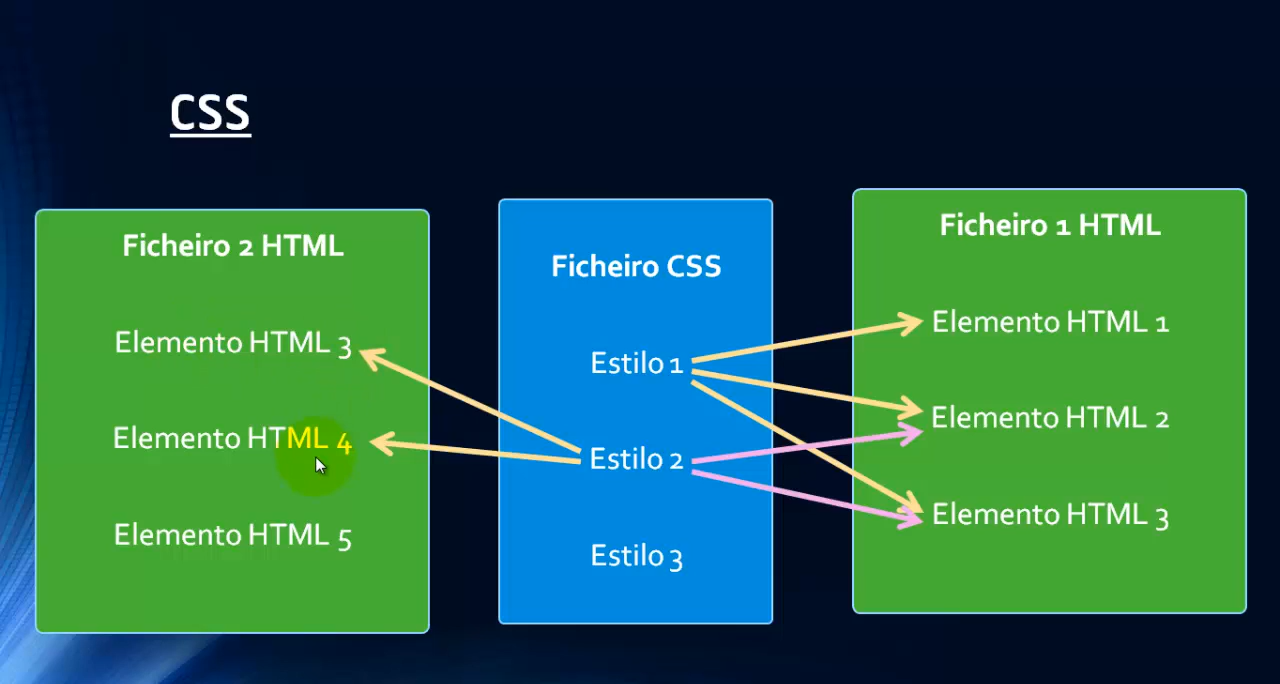 CSS
Ficheiro 2 HTML
Elemento HTML 3
Elemento HTML 4
Elemento HTML 5
Ficheiro CSS
Estilo 1
Estilo 2
Estilo 3
Ficheiro 1 HTML
Elemento HTML 1
Elemento HTML 2
Elemento HTML 3